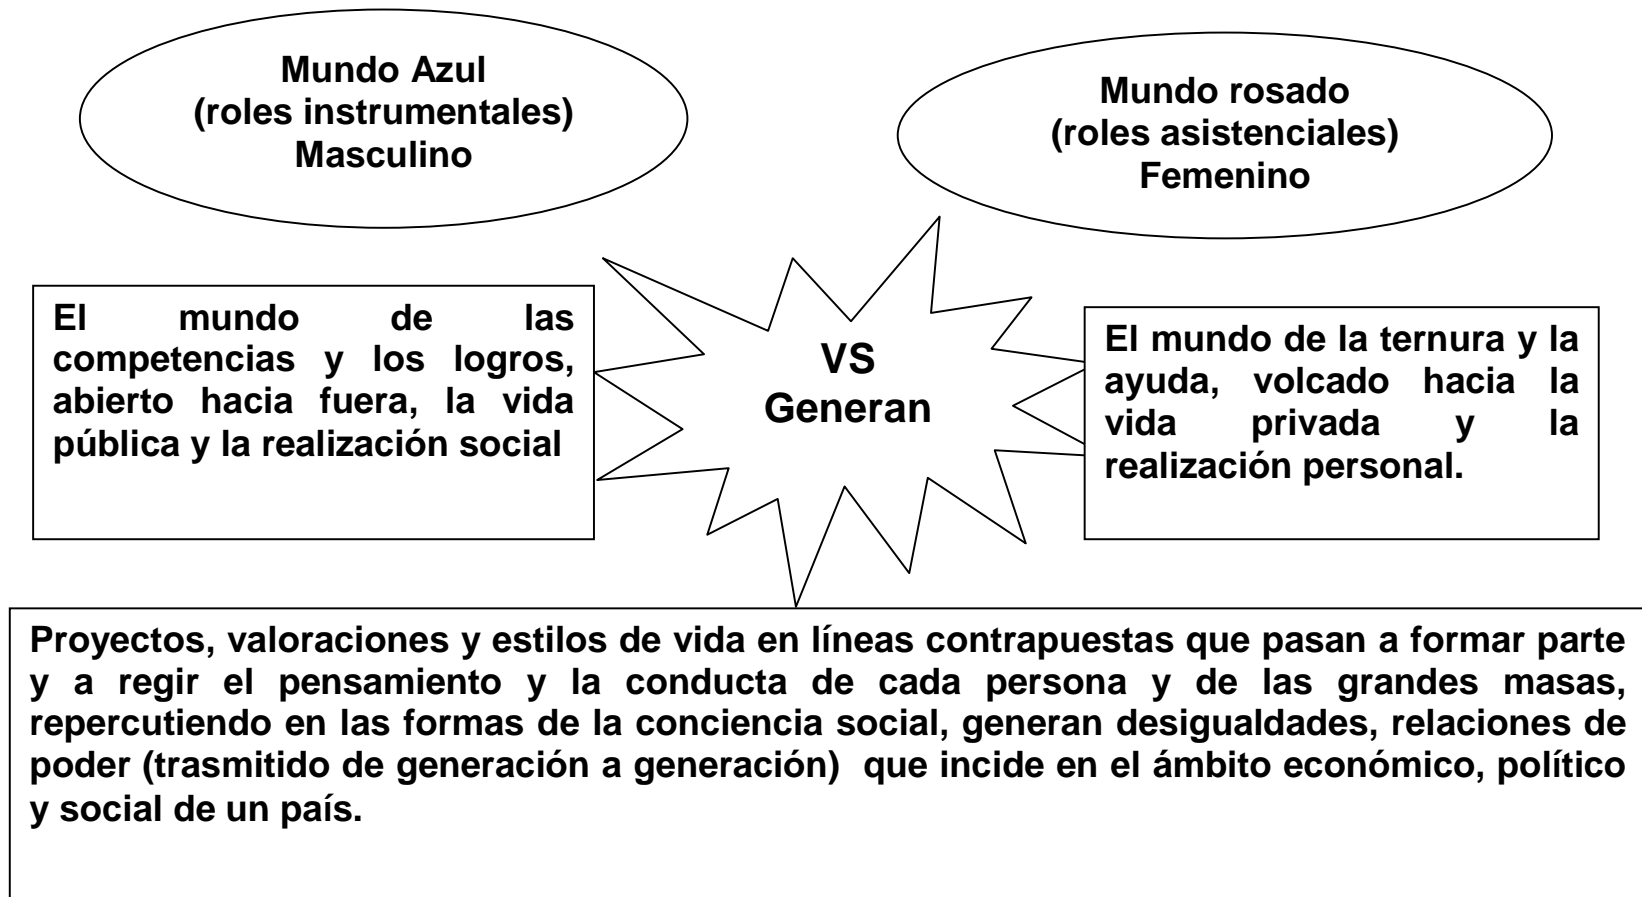 Mundo Azul
(roles instrumentales)
Masculino
Mundo rosado
(roles asistenciales)
Femenino
El mundo de las
competencias y los logros,
abierto hacia fuera, la vida
pública y la realización social
VS
Generan
El mundo de la ternura y la
ayuda, volcado hacia la
vida privada y la
realización personal.
Proyectos, valoraciones y estilos de vida en líneas contrapuestas que pasan a formar parte
y a regir el pensamiento y la conducta de cada persona y de las grandes masas,
repercutiendo en las formas de la conciencia social, generan desigualdades, relaciones de
poder (trasmitido de generación a generación) que incide en el ámbito económico, político
y social de un país.